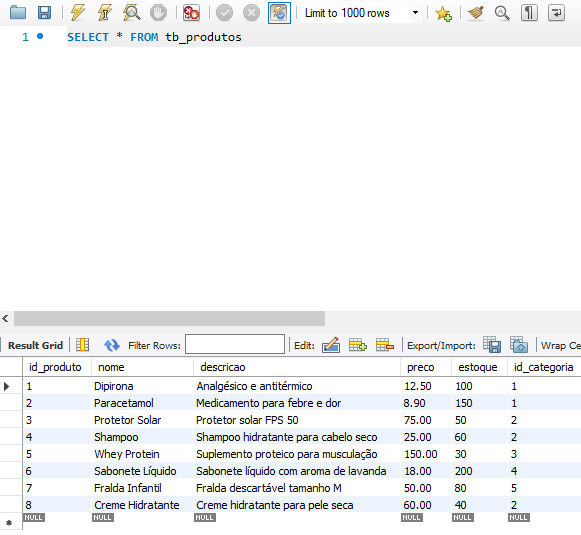 Limit to 1000 rows
1 SELECT * FROM tb_produtos
Result Grid Filter Rows: Edit: Export/Import: Wrap Ce
id_produto nome descricao preco estoque id_categoria
1 Dipirona Analgésico e antitérmico 12.50 100 1
2 Paracetamol Medicamento para febre e dor 8.90 150 1
3 Protetor Solar Protetor solar FPS 50 75.00 50 2
4 Shampoo Shampoo hidratante para cabelo seco 25.00 60 2
5 Whey Protein Suplemento proteico para musculação 150.00 30 3
6 Sabonete Líquido Sabonete líquido com aroma de lavanda 18.00 200 4
7 Fralda Infantil Fralda descartável tamanho M 50.00 80 5
8 Creme Hidratante Creme hidratante para pele seca 60.00 40 2
NULL NULL NULL NULL NULL NULL